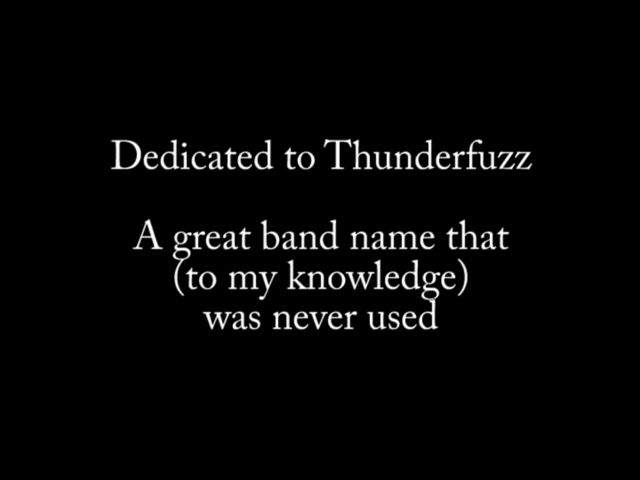 Dedicated to Thunderfuzz
A great band name that
(to my knowledge)
was never used